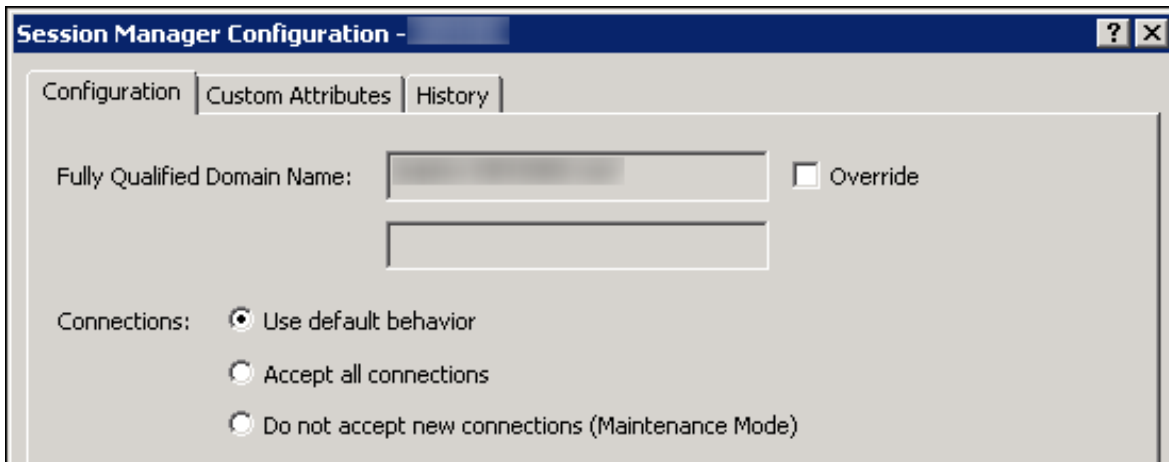 Session Manager Configuration -
Configuration Custom Attributes History
Fully Qualified Domain Name: Override
Connections: Use default behavior
Accept all connections
Do not accept new connections (Maintenance Mode)